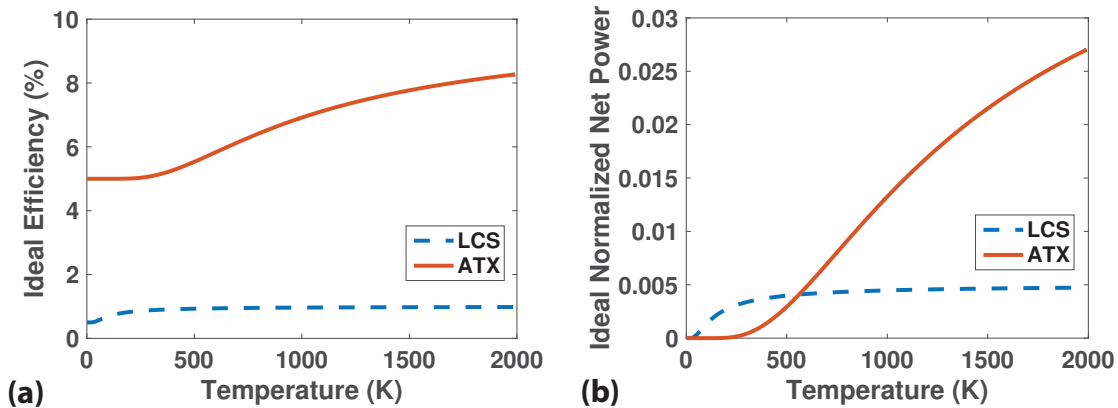 Ideal Efficiency (%)
10
8
6
4
2
0
0 500 1000 1500 2000
Temperature (K)
LCS
ATX
(a)
Ideal Normalized Net Power
0.03
0.025
0.02
0.015
0.01
0.005
0
0 500 1000 1500 2000
Temperature (K)
LCS
ATX
(b)